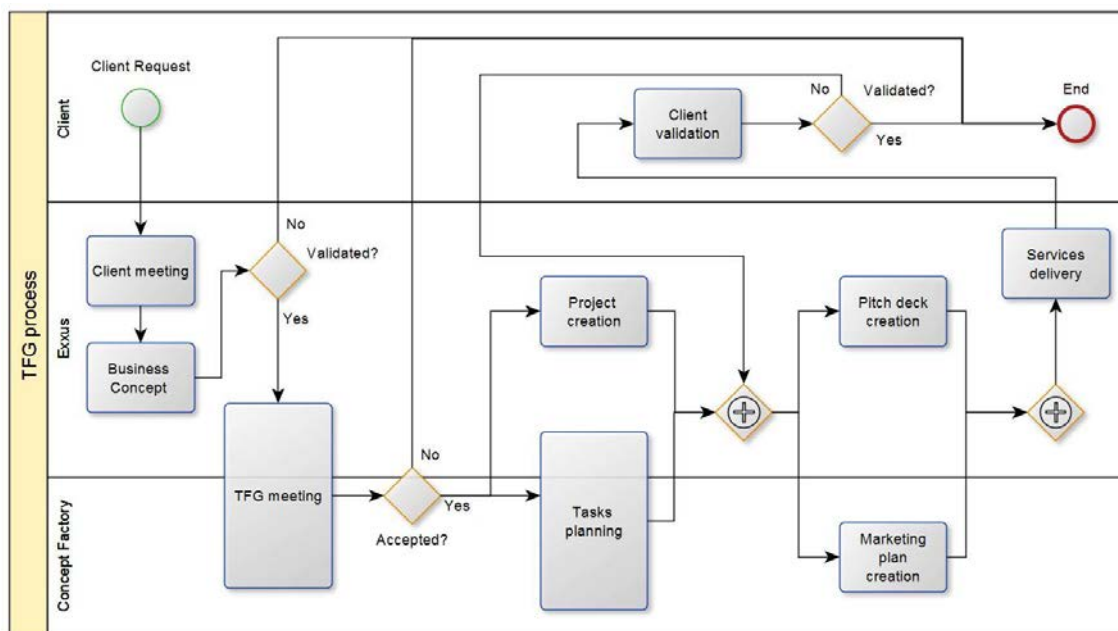 TFG process
Client
Client Request
Client
validation
No
Validated?
Yes
End
Exxus
Client meeting
Business
Concept
No
Validated?
Yes
Project
creation
Pitch deck
creation
Services
delivery
Concept Factory
TFG meeting
No
Yes
Accepted?
Tasks
planning
Marketing
plan
creation